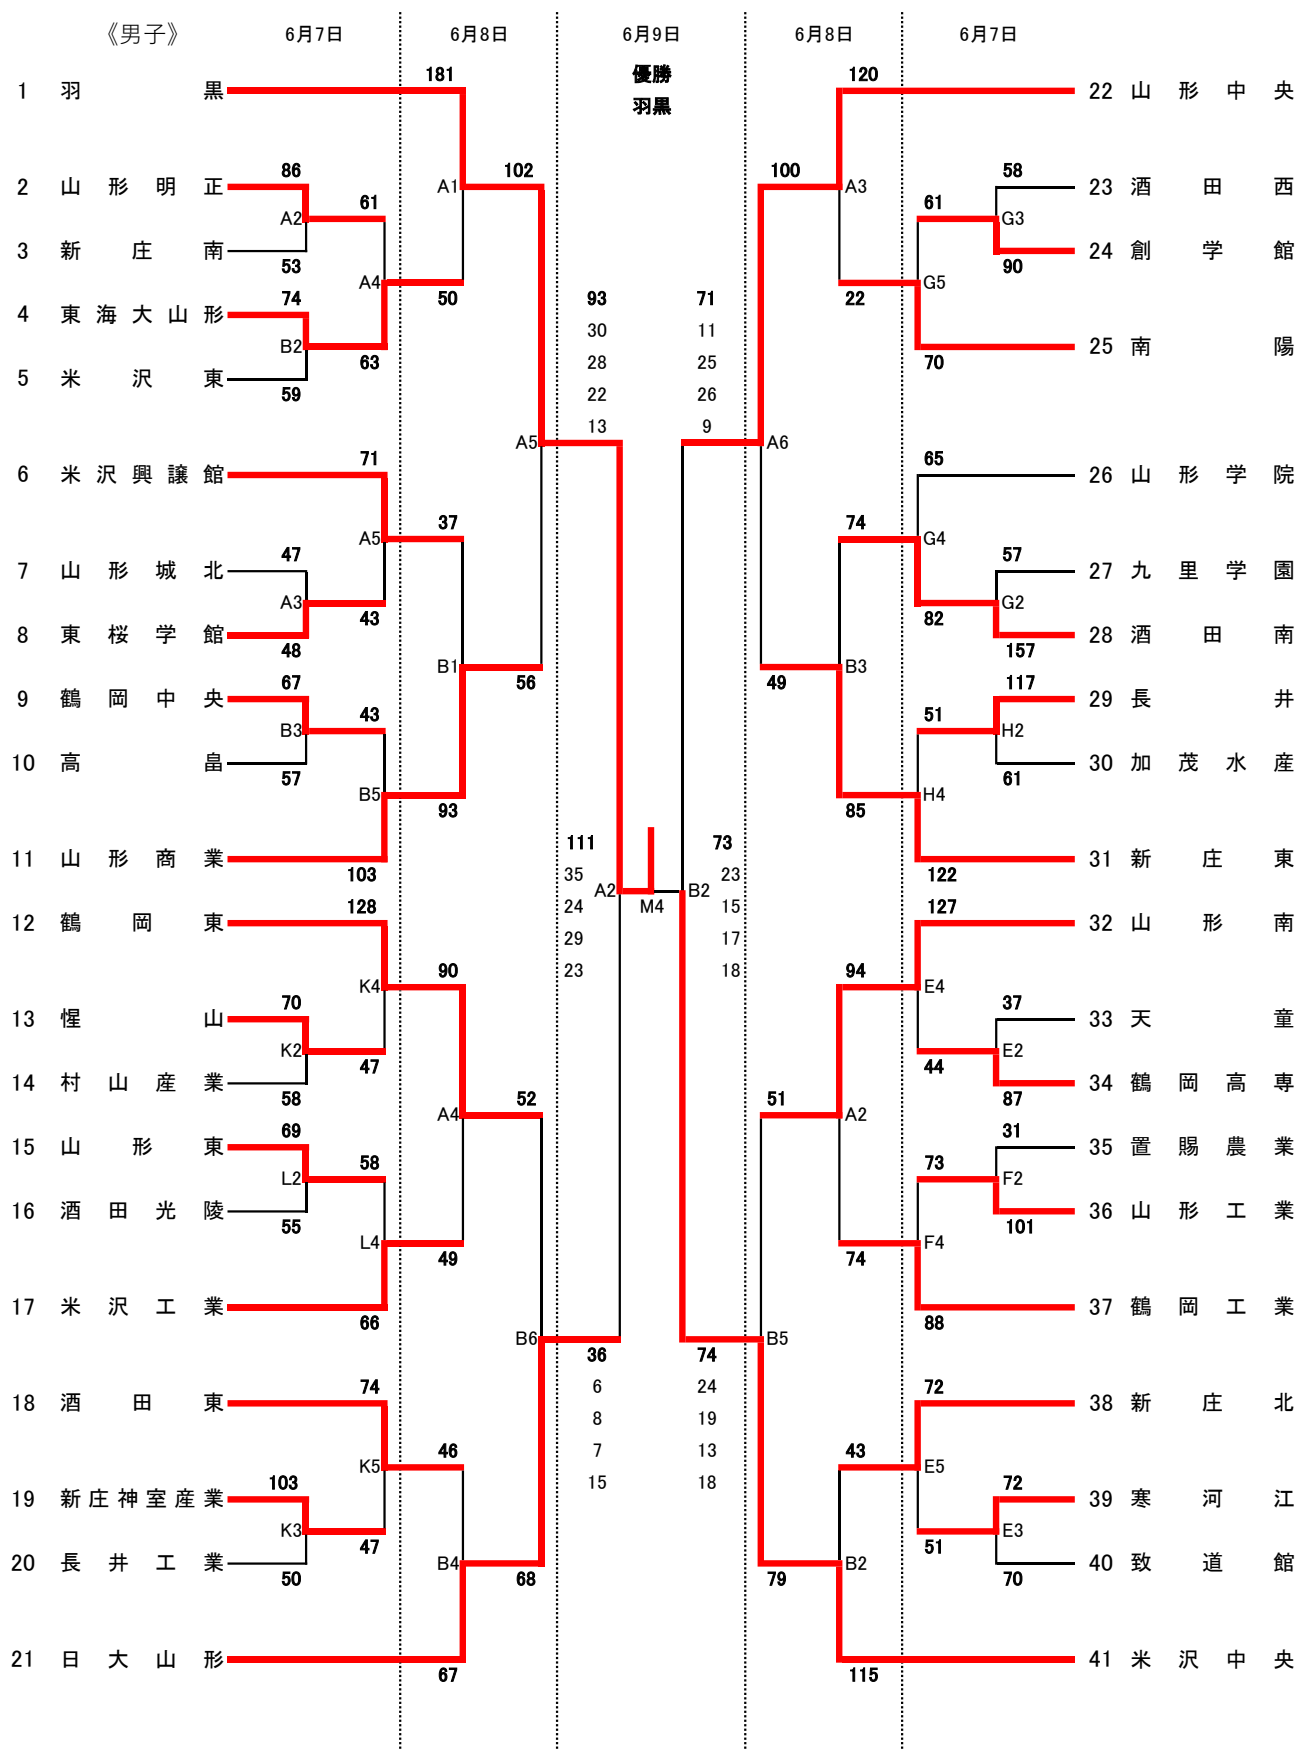 《男子》 6月7日 6月8日 6月9日 6月8日 6月7日
優勝
羽黒
181 120
1 羽黒 22 山形中央
86 102 100 58
2 山形明正 A1 A3 23 酒田西
A2 61 61 G3
3 新庄南 24 創学館
53 90
A4 G5
74 50 93 71 22
4 東海大山形 30 11
B2 63 28 25 70 25 南陽
5 米沢東 22 26
59
13 9
A5 A6
71 65
6 米沢興譲館 26 山形学院
A5 37 74 G4
47 57
7 山形城北 27 九里学園
A3 43 82 G2
8 東桜学館 28 酒田南
48 157
B1 56 49 B3
67 117
9 鶴岡中央 43 51 29 長井
B3 H2
10 高畠 30 加茂水産
57 61
B5 93 85 H4
111 73
11 山形商業 31 新庄東
103 35 23 122
A2 M4 B2
128 24 15 127
12 鶴岡東 32 山形南
29 17
23 18
K4 90 94 E4
70 37
13 惺山 33 天童
K2 47 44 E2
14 村山産業 34 鶴岡高専
58 87
A4 52 51 A2
69 31
15 山形東 35 置賜農業
L2 58 73 F2
16 酒田光陵 36 山形工業
55 101
L4 49 74 F4
17 米沢工業 37 鶴岡工業
66 88
B6 36 74 B5
74 6 24 72
18 酒田東 38 新庄北
8 19
7 13
K5 46 43 E5
15 18
103 72
19 新庄神室産業 39 寒河江
K3 47 51 E3
20 長井工業 40 致道館
50 70
B4 68 79 B2
21 日大山形 41 米沢中央
67 115